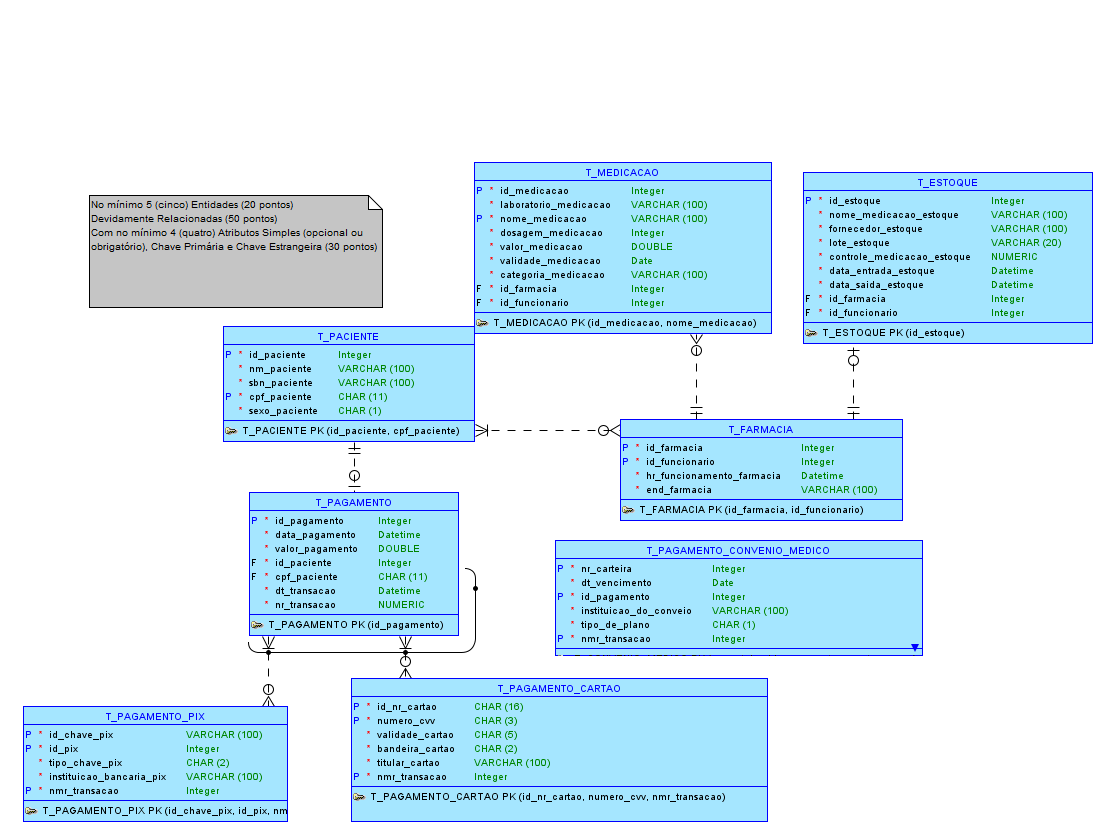 No mínimo 5 (cinco) Entidades (20 pontos)
Devidamente Relacionadas (50 pontos)
Com no mínimo 4 (quatro) Atributos Simples (opcional ou
obrigatório), Chave Primária e Chave Estrangeira (30 pontos)
T_MEDICACAO
P * id_medicacao Integer
* laboratorio_medicacao VARCHAR (100)
P * nome_medicacao VARCHAR (100)
* dosagem_medicacao Integer
* valor_medicacao DOUBLE
* validade_medicacao Date
* categoria_medicacao VARCHAR (100)
F * id_farmacia Integer
F * id_funcionario Integer
T_MEDICACAO PK (id_medicacao, nome_medicacao)
T_ESTOQUE
P * id_estoque Integer
* nome_medicacao_estoque VARCHAR (100)
* fornecedor_estoque VARCHAR (100)
* lote_estoque VARCHAR (20)
* controle_medicacao_estoque NUMERIC
* data_entrada_estoque Datetime
* data_saida_estoque Datetime
F * id_farmacia Integer
F * id_funcionario Integer
T_ESTOQUE PK (id_estoque)
T_PACIENTE
P * id_paciente Integer
* nm_paciente VARCHAR (100)
* sbn_paciente VARCHAR (100)
P * cpf_paciente CHAR (11)
* sexo_paciente CHAR (1)
T_PACIENTE PK (id_paciente, cpf_paciente)
T_FARMACIA
P * id_farmacia Integer
P * id_funcionario Integer
* hr_funcionamento_farmacia Datetime
* end_farmacia VARCHAR (100)
T_FARMACIA PK (id_farmacia, id_funcionario)
T_PAGAMENTO
P * id_pagamento Integer
* data_pagamento Datetime
* valor_pagamento DOUBLE
F * id_paciente Integer
F * cpf_paciente CHAR (11)
* dt_transacao Datetime
* nr_transacao NUMERIC
T_PAGAMENTO PK (id_pagamento)
T_PAGAMENTO_CONVENIO_MEDICO
P * nr_carteira Integer
* dt_vencimento Date
P * id_pagamento Integer
* instituicao_do_conveio VARCHAR (100)
* tipo_de_plano CHAR (1)
P * nmr_transacao Integer
T_PAGAMENTO_PIX
P * id_chave_pix VARCHAR (100)
P * id_pix Integer
* tipo_chave_pix CHAR (2)
* instituicao_bancaria_pix VARCHAR (100)
P * nmr_transacao Integer
T_PAGAMENTO_PIX PK (id_chave_pix, id_pix, nm
T_PAGAMENTO_CARTAO
P * id_nr_cartao CHAR (16)
P * numero_cvv CHAR (3)
* validade_cartao CHAR (5)
* bandeira_cartao CHAR (2)
* titular_cartao VARCHAR (100)
P * nmr_transacao Integer
T_PAGAMENTO_CARTAO PK (id_nr_cartao, numero_cvv, nmr_transacao)